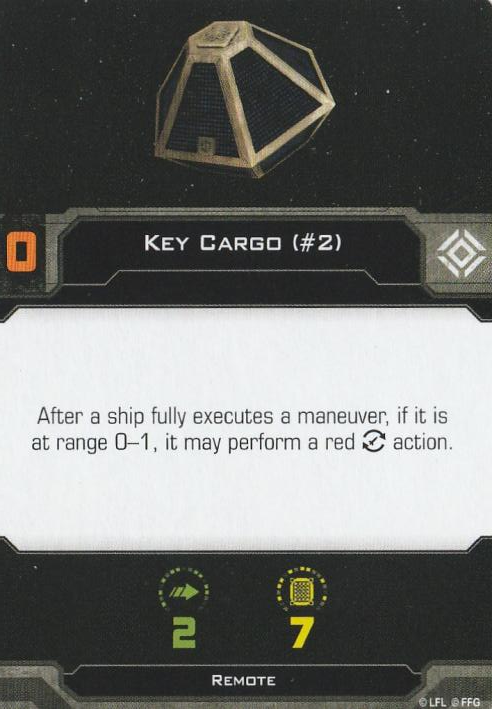 0
Key Cargo (#2)
After a ship fully executes a maneuver, if it is
at range 0–1, it may perform a red action.
2
7
Remote
©LFL @FFG